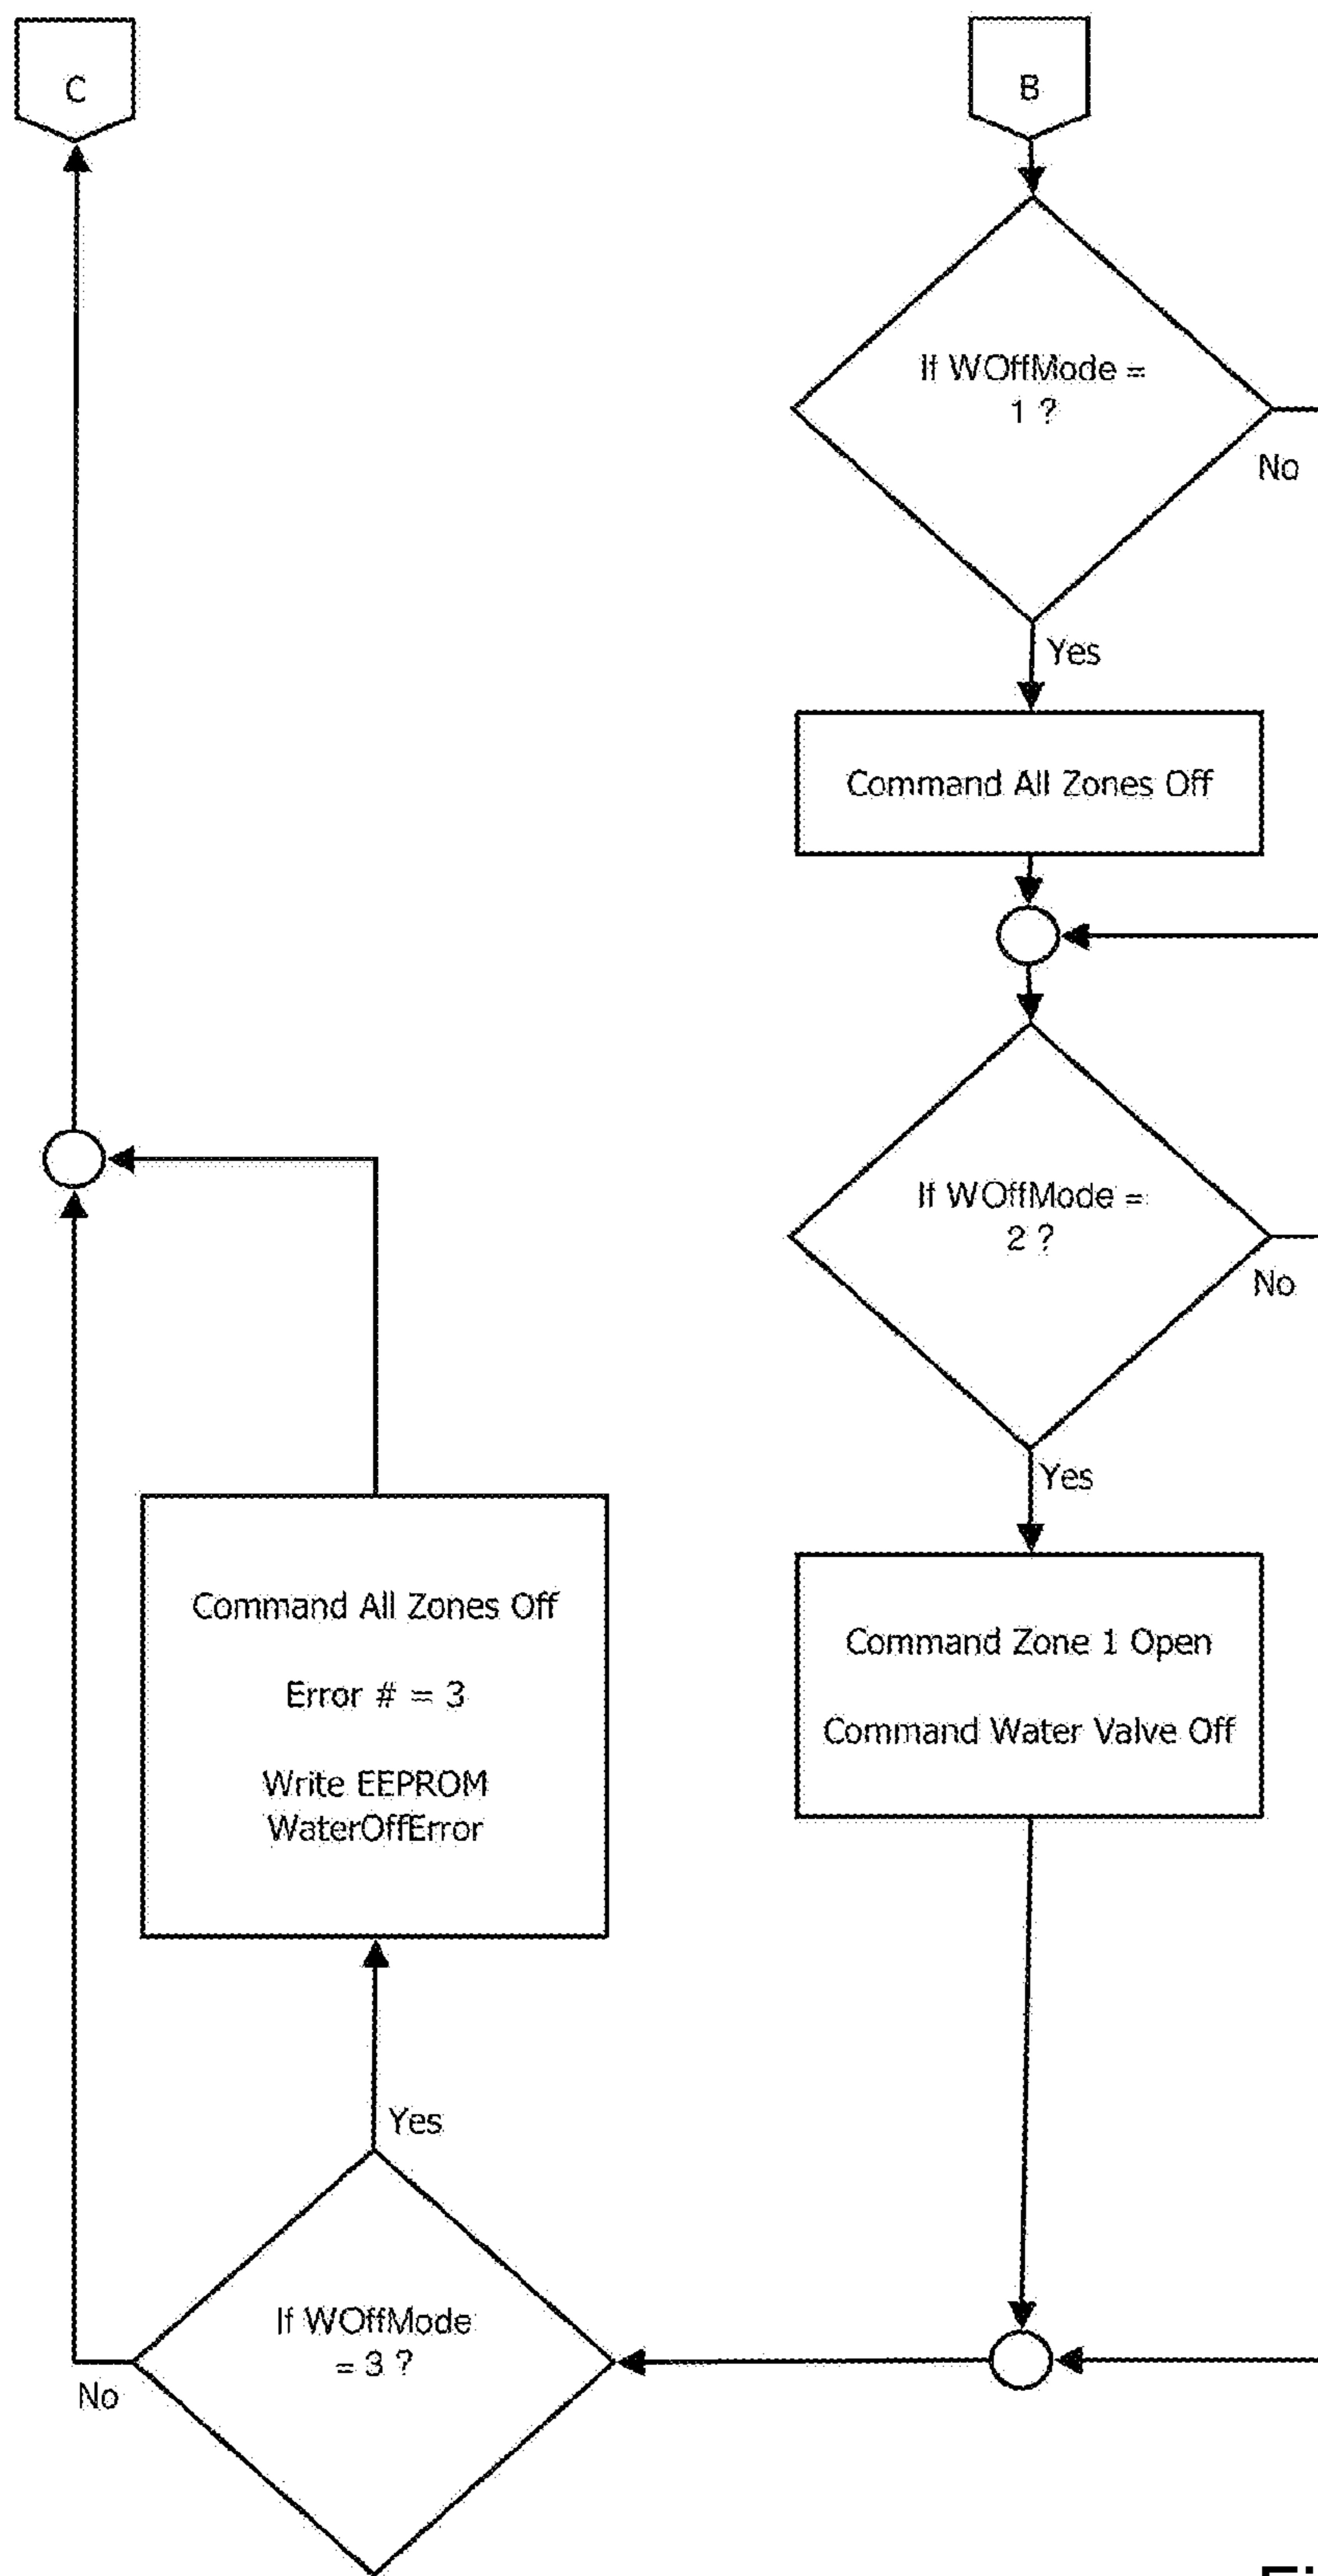 C
B
If WOffMode =
1 ?
No
Yes
Command All Zones Off
If WOffMode =
2 ?
No
Yes
Command Zone 1 Open
Command Water Valve Off
Command All Zones Off
Error # = 3
Write EEPROM
WaterOffError
Yes
If WOffMode
= 3 ?
No